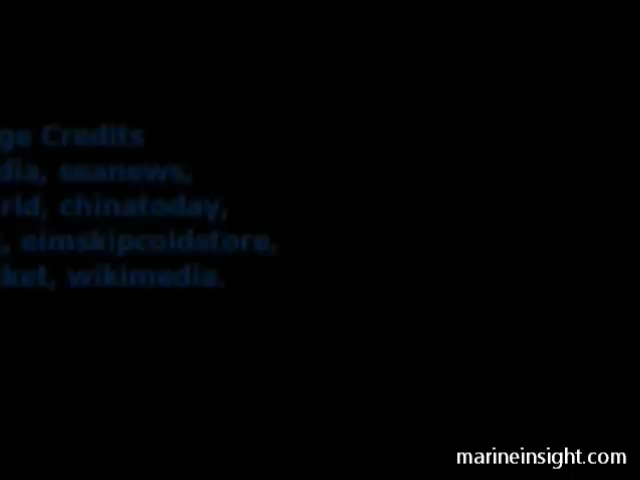 ge Credits
dia, seanews,
rld, chinatoday,
, eimskipcoldstore,
ket, wikimedia.
marineinsight.com